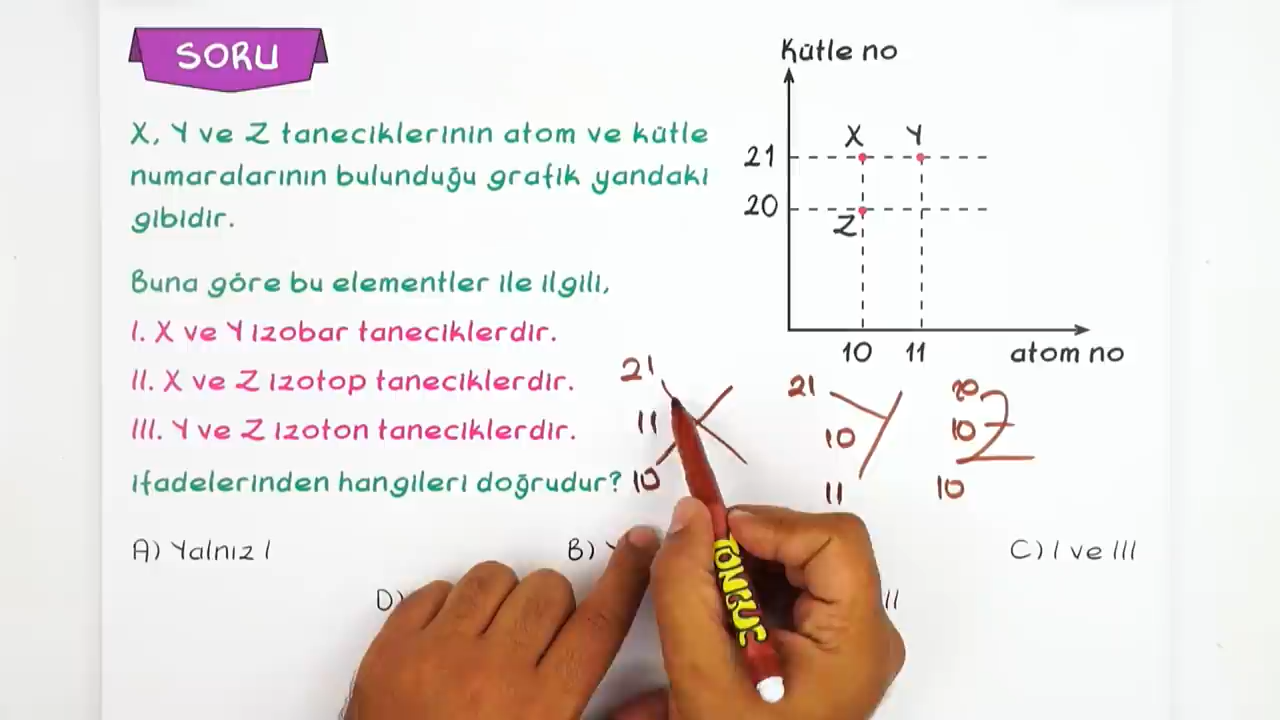 SORU
X, Y ve Z taneciklerinin atom ve kütle
numaralarının bulunduğu grafik yandaki
gibidir.
Buna göre bu elementler ile ilgili,
I. X ve Y izobar taneciklerdir.
II. X ve Z izotop taneciklerdir.
III. Y ve Z izoton taneciklerdir.
ifadelerinden hangileri doğrudur?
Kütle no
X Y
21
20
Z
10 11 atom no
21
11 X
10
21
10 Y
11
20
10 Z
10
A) Yalnız I
B)
C) I ve III
D)
TONGUÇ